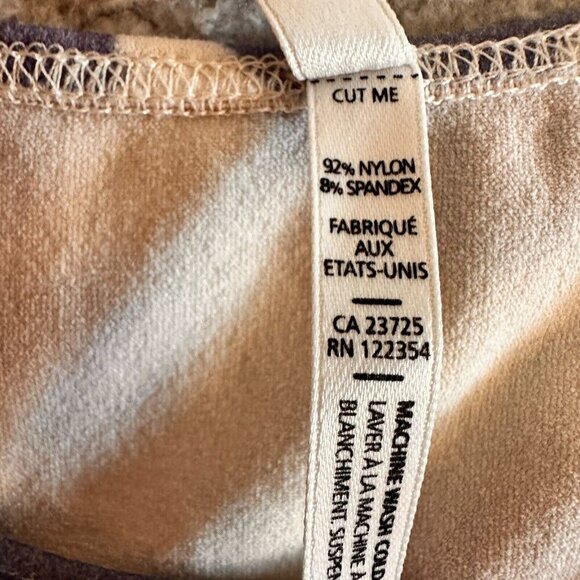 CUT ME
92% NYLON
8% SPANDEX
FABRIQUÉ
AUX
ETATS-UNIS
CA 23725
RN 122354
MACHINE WASH COLD
LAVER A LA MACHINE A
BLANCHIMENT. SUSPEN